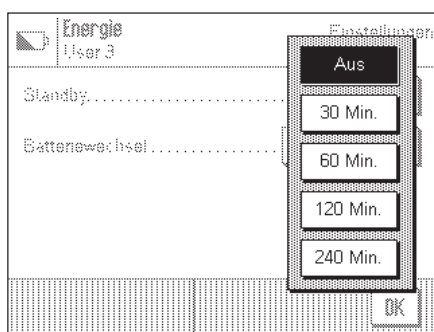 Energie Einstellungen
User 3
Standby
Batteriewechsel
Aus
30 Min.
60 Min.
120 Min.
240 Min.
OK